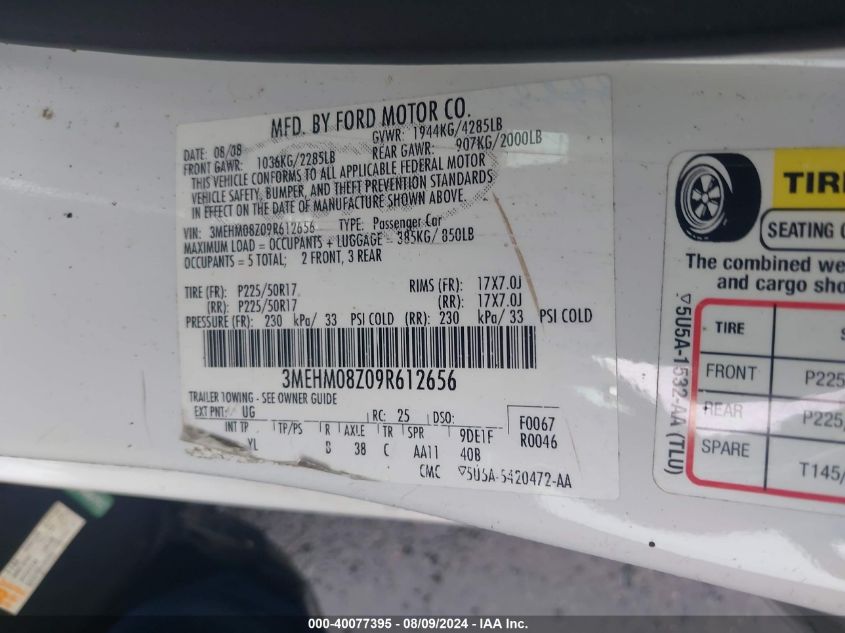 MFD. BY FORD MOTOR CO.
DATE: 08/08 GVWR: 1944KG/4285LB
FRONT GAWR: 1036KG/2285LB REAR GAWR: 907KG/2000LB
THIS VEHICLE CONFORMS TO ALL APPLICABLE FEDERAL MOTOR
VEHICLE SAFETY, BUMPER, AND THEFT PREVENTION STANDARDS
IN EFFECT ON THE DATE OF MANUFACTURE SHOWN ABOVE.
VIN: 3MEHM08Z09R612656 TYPE: Passenger Car
MAXIMUM LOAD = OCCUPANTS + LUGGAGE = 385KG/ 850LB
OCCUPANTS = 5 TOTAL; 2 FRONT, 3 REAR
TIRE (FR): P225/50R17 RIMS (FR): 17X7.0J
(RR): P225/50R17 (RR): 17X7.0J
PRESSURE (FR): 230 kPa/ 33 PSI COLD (RR): 230 kPa/ 33 PSI COLD
3MEHM08Z09R612656
TRAILER TOWING - SEE OWNER GUIDE
EXT PNT: UG RC: 25 DSO: F0067
INT TP TP/PS R AXLE TR SPR 9DE1F R0046
YL B 38 C AA11 40B
CMC 5U5A-5420472-AA
TIRE
SEATING
The combined we
and cargo sho
5U5A-1532-AA (TLU)
TIRE
FRONT P225
REAR P225/
SPARE T145/
000-40077395 - 08/09/2024 - IAA Inc.